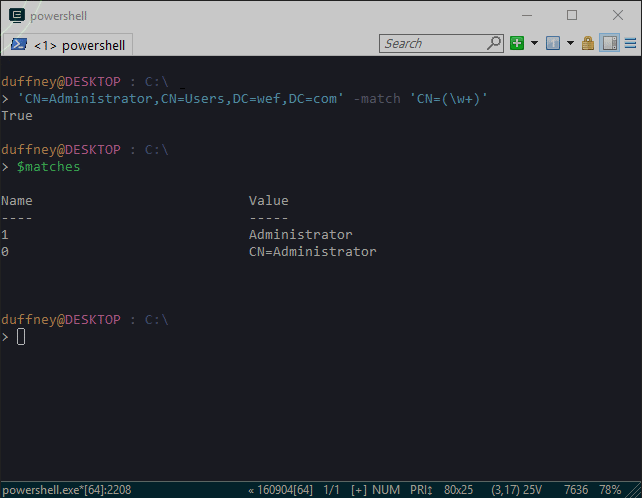 powershell
<1> powershell
Search
duffney@DESKTOP : C:\
> 'CN=Administrator,CN=Users,DC=wef,DC=com' -match 'CN=(\w+)'
True
duffney@DESKTOP : C:\
> $matches
Name Value
---- -----
1 Administrator
0 CN=Administrator
duffney@DESKTOP : C:\
>
powershell.exe*[64]:2208 « 160904[64] 1/1 [+] NUM PRI↕ 80x25 (3,17) 25V 7636 78%